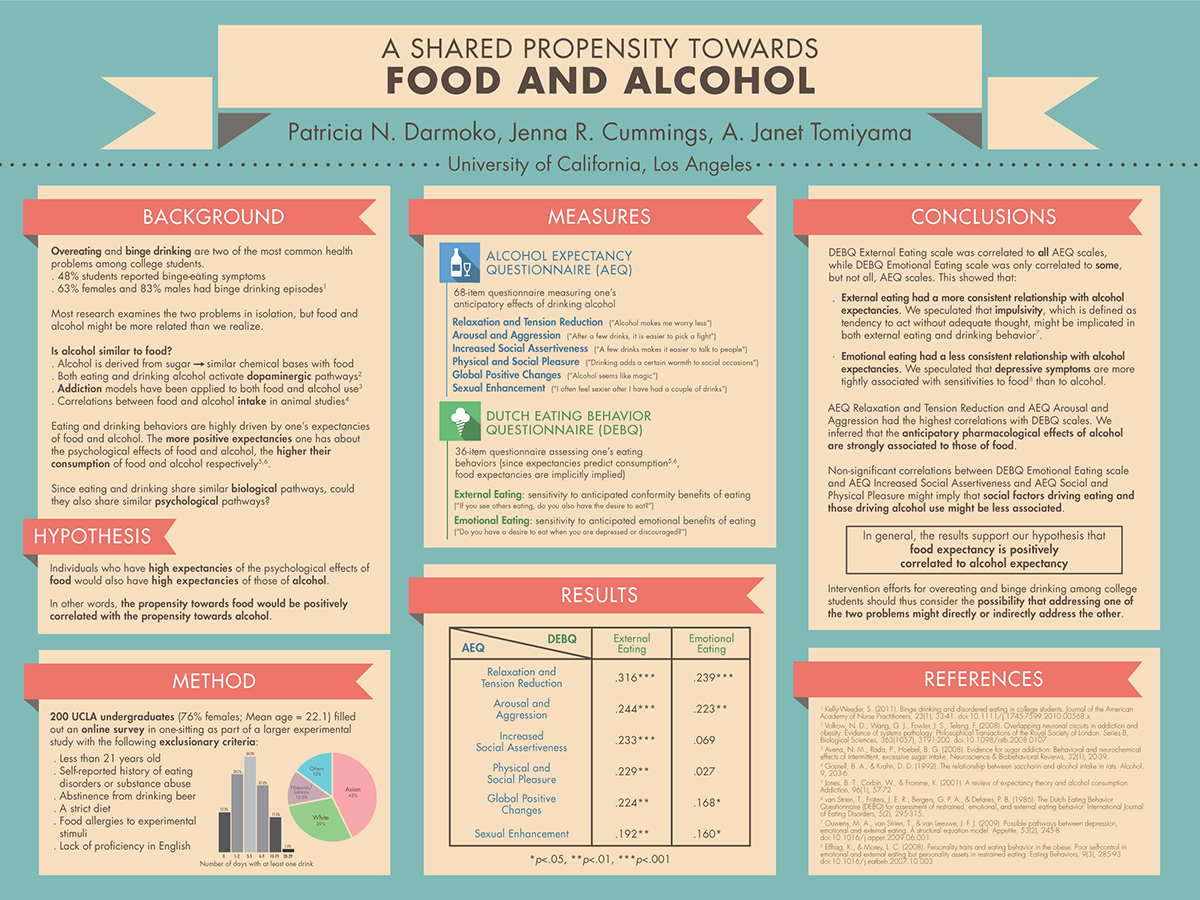 A SHARED PROPENSITY TOWARDS
FOOD AND ALCOHOL
Patricia N. Darmoko, Jenna R. Cummings, A. Janet Tomiyama
University of California, Los Angeles
BACKGROUND
Overeating and binge drinking are two of the most common health
problems among college students.
. 48% students reported binge-eating symptoms
. 63% females and 83% males had binge drinking episodes¹
Most research examines the two problems in isolation, but food and
alcohol might be more related than we realize.
Is alcohol similar to food?
. Alcohol is derived from sugar → similar chemical bases with food
. Both eating and drinking alcohol activate dopaminergic pathways²
. Addiction models have been applied to both food and alcohol use³
. Correlations between food and alcohol intake in animal studies⁴
Eating and drinking behaviors are highly driven by one's expectancies
of food and alcohol. The more positive expectancies one has about
the psychological effects of food and alcohol, the higher their
consumption of food and alcohol respectively⁵,⁶.
Since eating and drinking share similar biological pathways, could
they also share similar psychological pathways?
HYPOTHESIS
Individuals who have high expectancies of the psychological effects of
food would also have high expectancies of those of alcohol.
In other words, the propensity towards food would be positively
correlated with the propensity towards alcohol.
METHOD
200 UCLA undergraduates (76% females; Mean age = 22.1) filled
out an online survey in one-sitting as part of a larger experimental
study with the following exclusionary criteria:
. Less than 21 years old
. Self-reported history of eating
disorders or substance abuse
. Abstinence from drinking beer
. A strict diet
. Food allergies to experimental
stimuli
. Lack of proficiency in English
0 1-2 3-5 6-9 10-19 20-29
Number of days with at least one drink
Others
Hispanic/
Latinos
White
Asian
MEASURES
ALCOHOL EXPECTANCY
QUESTIONNAIRE (AEQ)
68-item questionnaire measuring one's
anticipatory effects of drinking alcohol
Relaxation and Tension Reduction ("Alcohol makes me worry less")
Arousal and Aggression ("After a few drinks, it is easier to pick a fight")
Increased Social Assertiveness ("A few drinks makes it easier to talk to people")
Physical and Social Pleasure ("Drinking adds a certain warmth to social occasions")
Global Positive Changes ("Alcohol seems like magic")
Sexual Enhancement ("I often feel sexier after I have had a couple of drinks")
DUTCH EATING BEHAVIOR
QUESTIONNAIRE (DEBQ)
36-item questionnaire assessing one's eating
behaviors (since expectancies predict consumption⁵,⁶,
food expectancies are implicitly implied)
External Eating: sensitivity to anticipated conformity benefits of eating
("If you see others eating, do you also have the desire to eat?")
Emotional Eating: sensitivity to anticipated emotional benefits of eating
("Do you have a desire to eat when you are depressed or discouraged?")
RESULTS
DEBQ
AEQ
External
Eating
Emotional
Eating
Relaxation and
Tension Reduction
.316*** .239***
Arousal and
Aggression
.244*** .223**
Increased
Social Assertiveness
.233*** .069
Physical and
Social Pleasure
.229** .027
Global Positive
Changes
.224** .168*
Sexual Enhancement .192** .160*
*p<.05, **p<.01, ***p<.001
CONCLUSIONS
DEBQ External Eating scale was correlated to all AEQ scales,
while DEBQ Emotional Eating scale was only correlated to some,
but not all, AEQ scales. This showed that:
. External eating had a more consistent relationship with alcohol
expectancies. We speculated that impulsivity, which is defined as
tendency to act without adequate thought, might be implicated in
both external eating and drinking behavior⁷.
· Emotional eating had a less consistent relationship with alcohol
expectancies. We speculated that depressive symptoms are more
tightly associated with sensitivities to food⁸ than to alcohol.
AEQ Relaxation and Tension Reduction and AEQ Arousal and
Aggression had the highest correlations with DEBQ scales. We
inferred that the anticipatory pharmacological effects of alcohol
are strongly associated to those of food.
Non-significant correlations between DEBQ Emotional Eating scale
and AEQ Increased Social Assertiveness and AEQ Social and
Physical Pleasure might imply that social factors driving eating and
those driving alcohol use might be less associated.
In general, the results support our hypothesis that
food expectancy is positively
correlated to alcohol expectancy
Intervention efforts for overeating and binge drinking among college
students should thus consider the possibility that addressing one of
the two problems might directly or indirectly address the other.
REFERENCES
¹ Kelly-Weeder, S. (2011). Binge drinking and disordered eating in college students. Journal of the American
Academy of Nurse Practitioners, 23(1), 33-41. doi:10.1111/j.1745-7599.2010.00568.x.
² Volkow, N. D., Wang, G. J., Fowler, J. S., Telang, F. (2008). Overlapping neuronal circuits in addiction and
obesity: Evidence of systems pathology. Philosophical Transactions of the Royal Society of London. Series B,
Biological Sciences, 363(1507), 3191-200. doi:10.1098/rstb.2008.0107
³ Avena, N. M., Rada, P., Hoebel, B. G. (2008). Evidence for sugar addiction: Behavioral and neurochemical
effects of intermittent, excessive sugar intake. Neuroscience & Biobehavioral Reviews, 32(1), 20-39.
⁴ Gosnell, B. A., & Krahn, D. D. (1992). The relationship between saccharin and alcohol intake in rats. Alcohol,
9, 203-6.
⁵ Jones, B. T., Corbin, W., & Fromme, K. (2001). A review of expectancy theory and alcohol consumption.
Addiction, 96(1), 57-72
⁶ van Strien, T., Frijters, J. E. R., Bergers, G. P. A., & Defares, P. B. (1986). The Dutch Eating Behavior
Questionnaire (DEBQ) for assessment of restrained, emotional, and external eating behavior. International Journal
of Eating Disorders, 5(2), 295-315.
⁷ Ouwens, M. A., van Strien, T., & van Leeuwe, J. F. J. (2009). Possible pathways between depression,
emotional and external eating. A structural equation model. Appetite, 53(2), 245-8.
doi:10.1016/j.appet.2009.06.001
⁸ Elfhag, K., & Morey, L. C. (2008). Personality traits and eating behavior in the obese: Poor self-control in
emotional and external eating but personality assets in restrained eating. Eating Behaviors, 9(3), 285-93.
doi:10.1016/j.eatbeh.2007.10.003